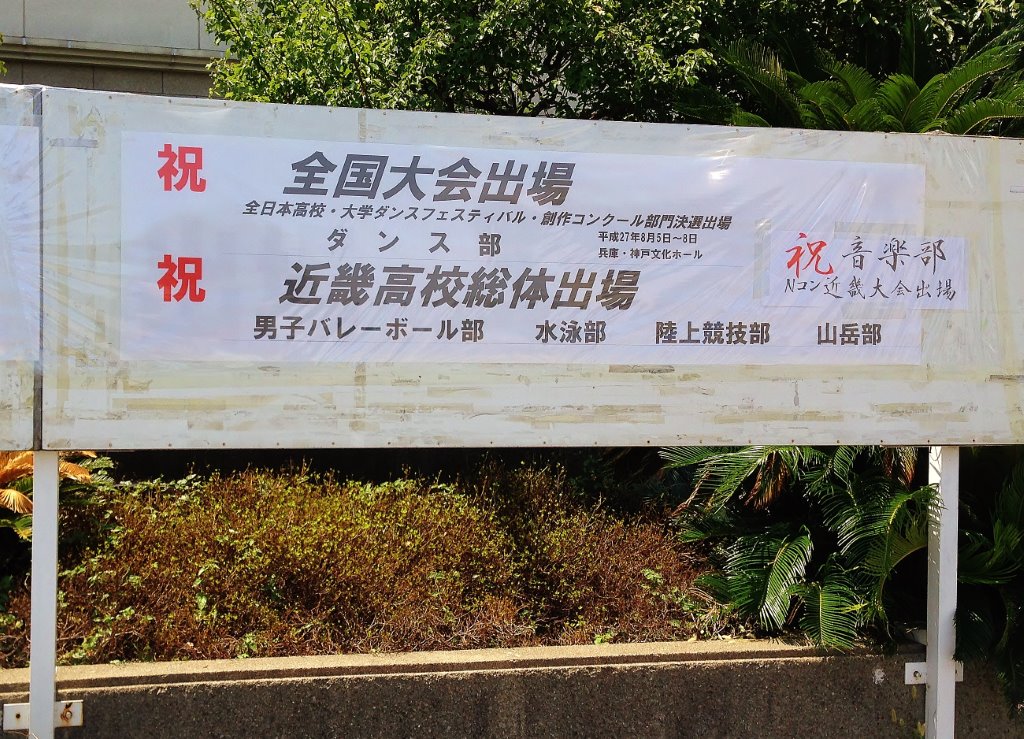 祝 全国大会出場
全日本高校・大学ダンスフェスティバル・創作コンクール部門決選出場
ダンス部
平成27年8月5日～8日
兵庫・神戸文化ホール
祝 近畿高校総体出場
男子バレーボール部 水泳部 陸上競技部 山岳部
祝 音楽部
Nコン近畿大会出場